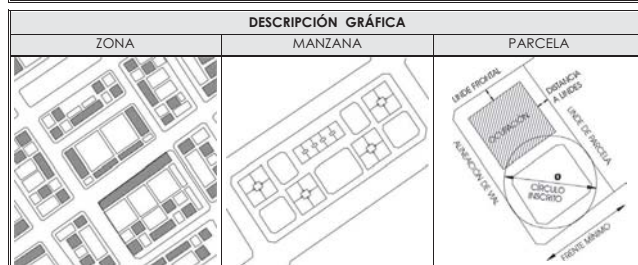 DESCRIPCIÓN GRÁFICA
ZONA
MANZANA
PARCELA
LINDE FRONTAL
DISTANCIA
A LINDES
OCUPACIÓN
LINDE DE PARCELA
ALINEACIÓN DE VIAL
Ø
CÍRCULO
INSCRITO
FRENTE MÍNIMO